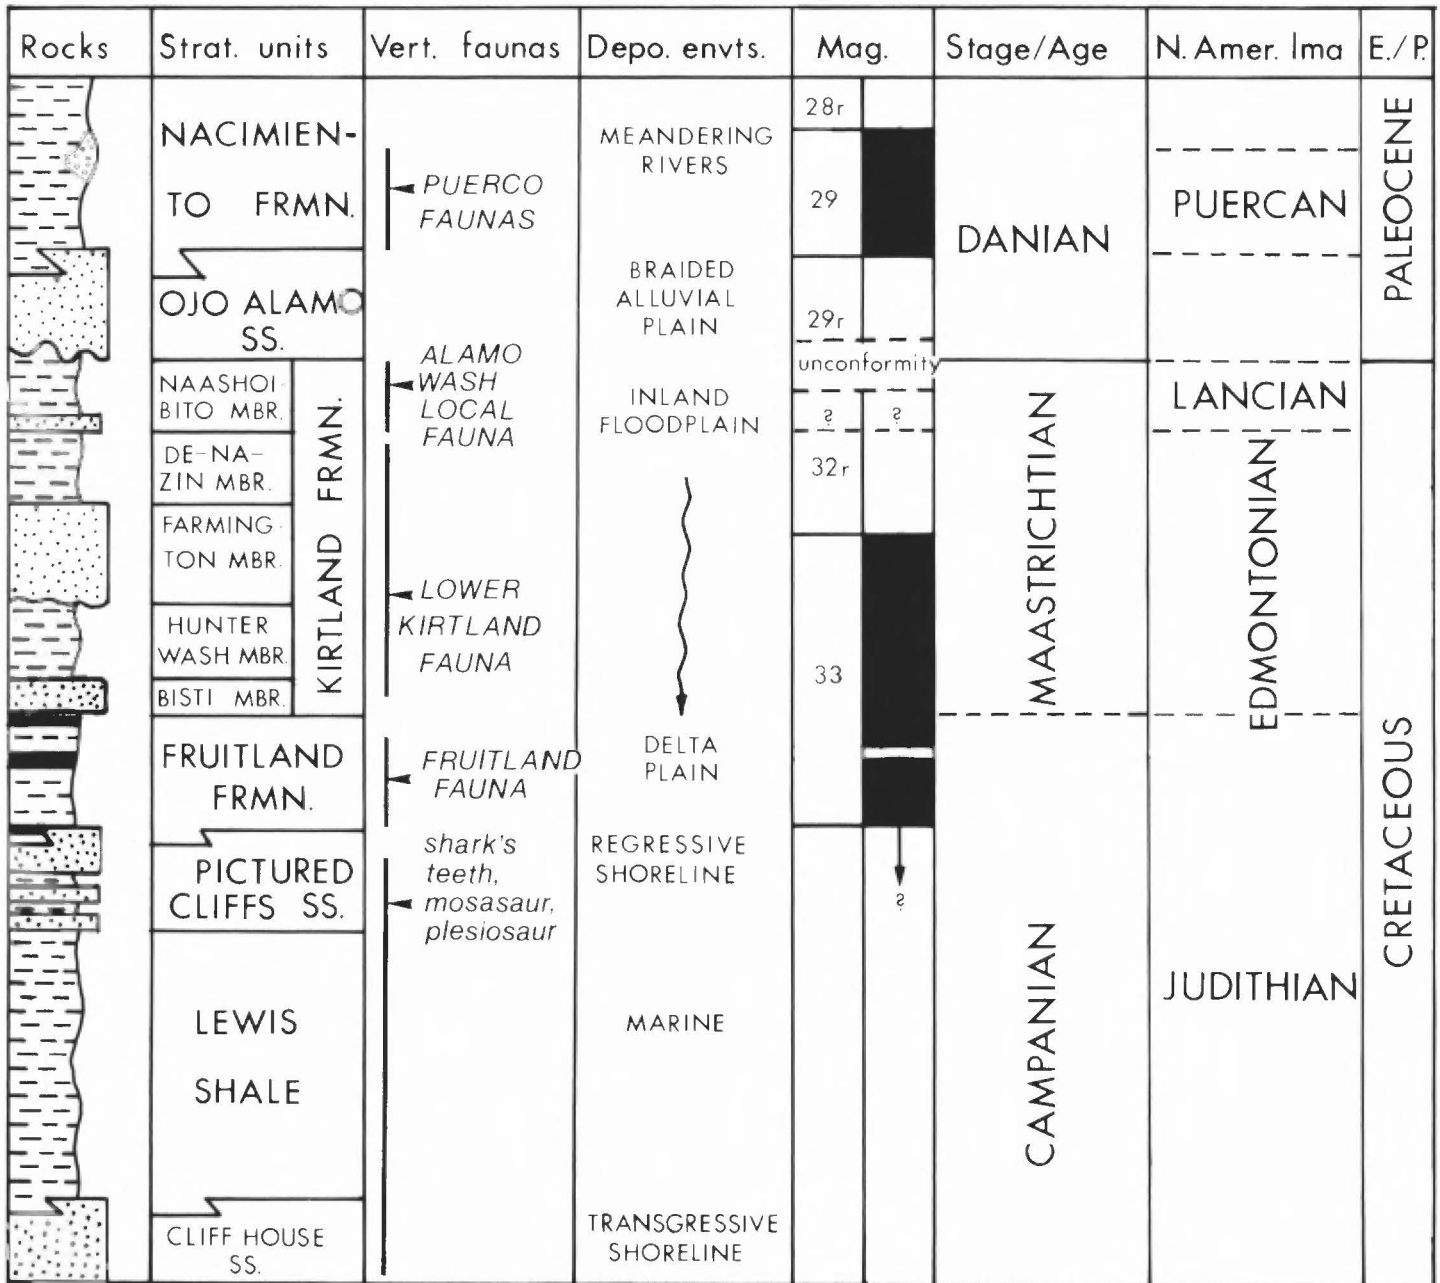 Rocks
Strat. units
Vert. faunas
Depo. envts.
Mag.
Stage/Age
N. Amer. lma
E./P.
NACIMIEN-
TO FRMN.
OJO ALAMO
SS.
NAASHOI
BITO MBR.
DE-NA-
ZIN MBR.
FARMING
TON MBR.
HUNTER
WASH MBR.
BISTI MBR.
KIRTLAND FRMN.
FRUITLAND
FRMN.
PICTURED
CLIFFS SS.
LEWIS
SHALE
CLIFF HOUSE
SS.
PUERCO
FAUNAS
ALAMO
WASH
LOCAL
FAUNA
LOWER
KIRTLAND
FAUNA
FRUITLAND
FAUNA
shark's
teeth,
mosasaur,
plesiosaur
MEANDERING
RIVERS
BRAIDED
ALLUVIAL
PLAIN
INLAND
FLOODPLAIN
DELTA
PLAIN
REGRESSIVE
SHORELINE
MARINE
TRANSGRESSIVE
SHORELINE
28r
29
29r
unconformity
? ?
32r
33
?
DANIAN
MAASTRICHTIAN
CAMPANIAN
PUERCAN
LANCIAN
EDMONTONIAN
JUDITHIAN
PALEOCENE
CRETACEOUS